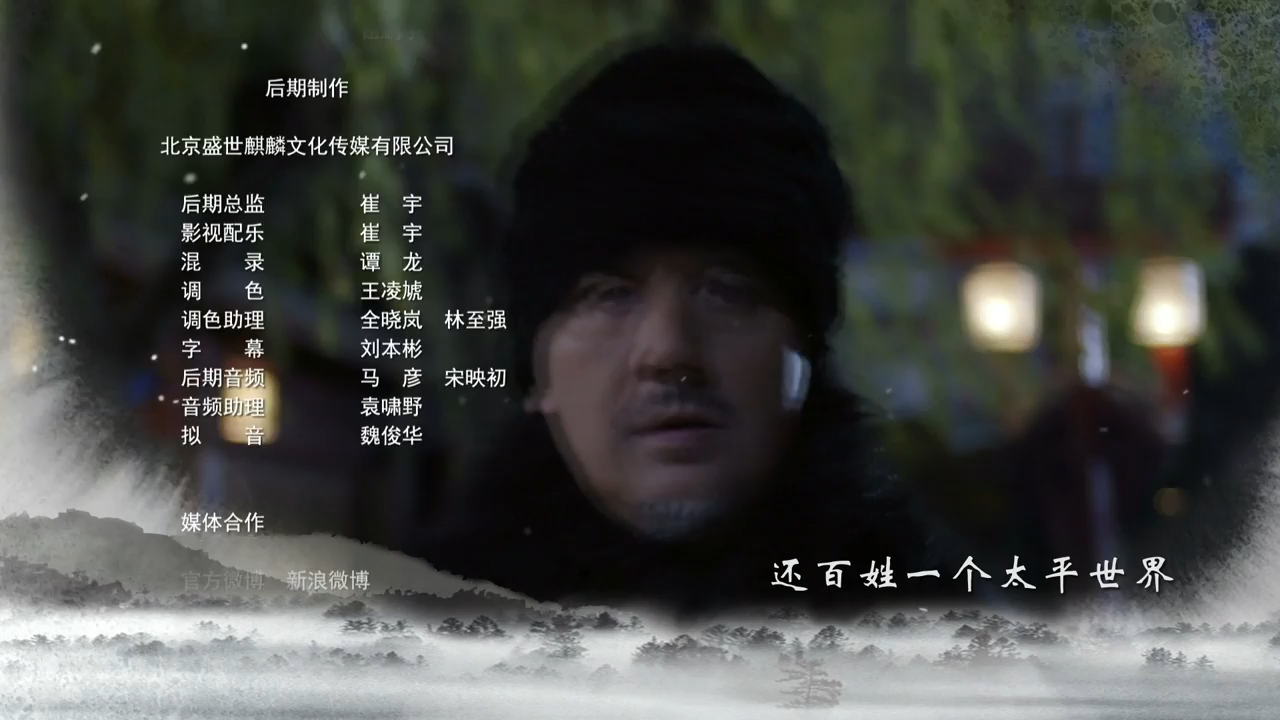 后期制作
北京盛世麒麟文化传媒有限公司
后期总监 崔 宇
影视配乐 崔 宇
混 录 谭 龙
调 色 王凌虓
调色助理 全晓岚 林至强
字 幕 刘本彬
后期音频 马 彦 宋映初
音频助理 袁啸野
拟 音 魏俊华
媒体合作
官方微博 新浪微博
还百姓一个太平世界